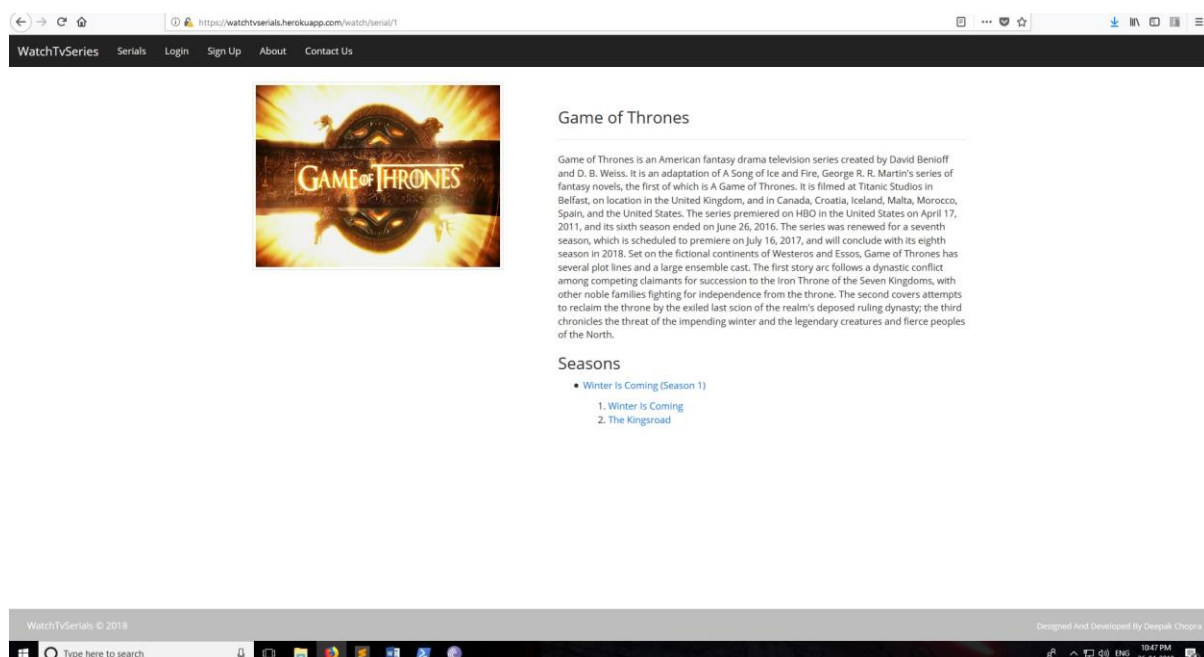 https://watchtvserials.herokuapp.com/watch/serial/1
WatchTvSeries Serials Login Sign Up About Contact Us
GAME OF THRONES
Game of Thrones
Game of Thrones is an American fantasy drama television series created by David Benioff
and D. B. Weiss. It is an adaptation of A Song of Ice and Fire, George R. R. Martin's series of
fantasy novels, the first of which is A Game of Thrones. It is filmed at Titanic Studios in
Belfast, on location in the United Kingdom, and in Canada, Croatia, Iceland, Malta, Morocco,
Spain, and the United States. The series premiered on HBO in the United States on April 17,
2011, and its sixth season ended on June 26, 2016. The series was renewed for a seventh
season, which is scheduled to premiere on July 16, 2017, and will conclude with its eighth
season in 2018. Set on the fictional continents of Westeros and Essos, Game of Thrones has
several plot lines and a large ensemble cast. The first story arc follows a dynastic conflict
among competing claimants for succession to the Iron Throne of the Seven Kingdoms, with
other noble families fighting for independence from the throne. The second covers attempts
to reclaim the throne by the exiled last scion of the realm's deposed ruling dynasty; the third
chronicles the threat of the impending winter and the legendary creatures and fierce peoples
of the North.
Seasons
• Winter Is Coming (Season 1)
1. Winter Is Coming
2. The Kingsroad
WatchTvSerials © 2018 Designed And Developed By Deepak Chopra
Type here to search ENG 10:47 PM